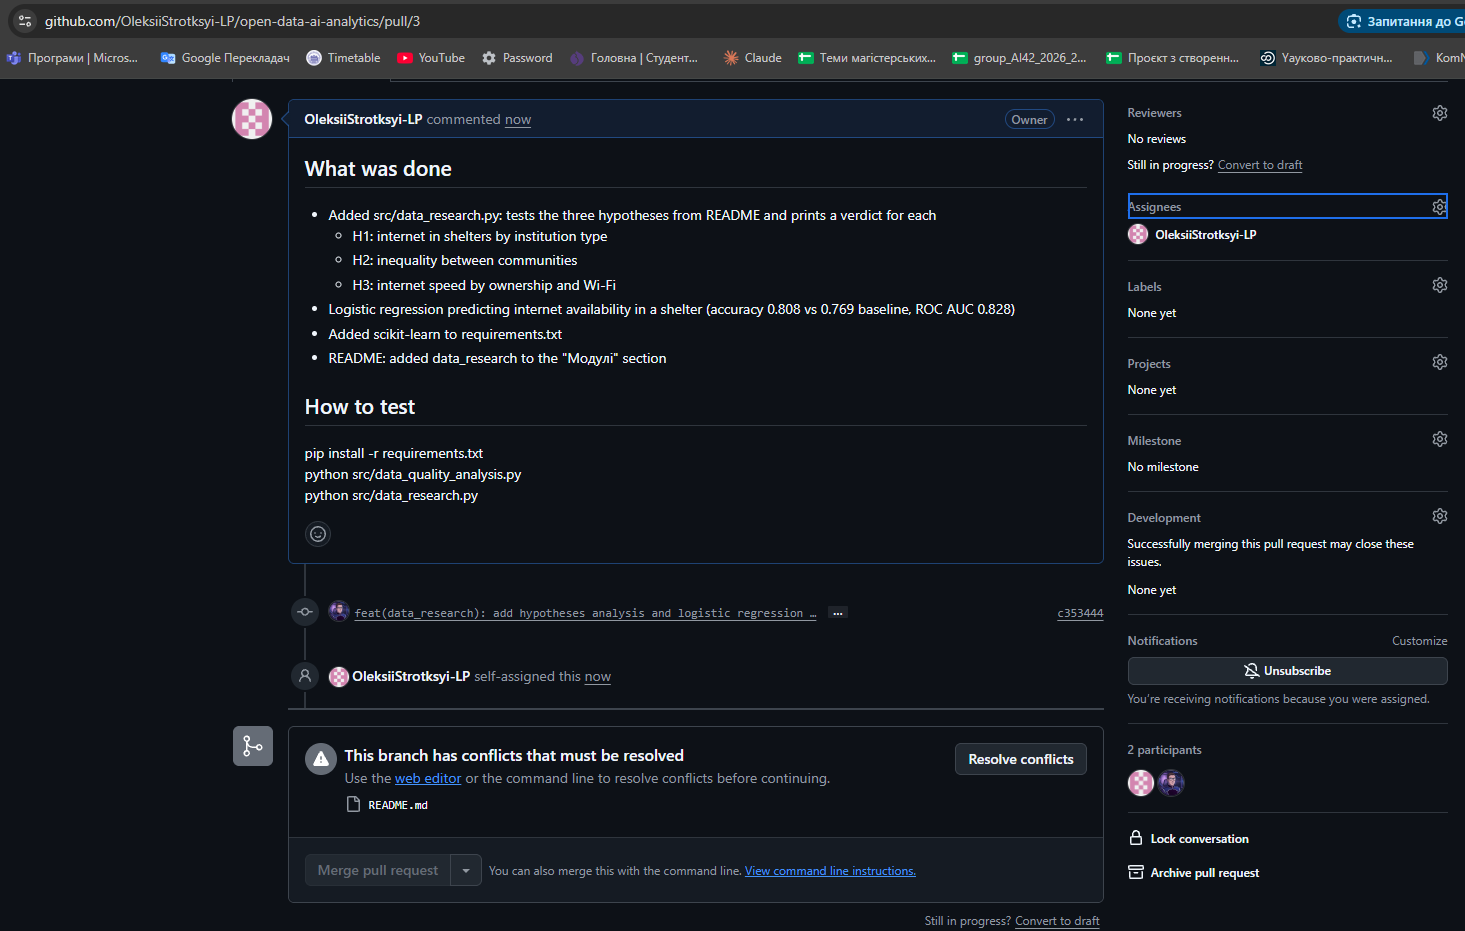 github.com/OleksiiStrotksyi-LP/open-data-ai-analytics/pull/3
Запитання до Go
Програми | Micros...
Google Перекладач
Timetable
YouTube
Password
Головна | Студент...
Claude
Теми магістерських...
group_AI42_2026_2...
Проєкт з створенн...
Уауково-практичн...
KomN
OleksiiStrotksyi-LP commented now
Owner
What was done
Added src/data_research.py: tests the three hypotheses from README and prints a verdict for each
H1: internet in shelters by institution type
H2: inequality between communities
H3: internet speed by ownership and Wi-Fi
Logistic regression predicting internet availability in a shelter (accuracy 0.808 vs 0.769 baseline, ROC AUC 0.828)
Added scikit-learn to requirements.txt
README: added data_research to the "Модулі" section
How to test
pip install -r requirements.txt
python src/data_quality_analysis.py
python src/data_research.py
feat(data_research): add hypotheses analysis and logistic regression …
...
c353444
OleksiiStrotksyi-LP self-assigned this now
This branch has conflicts that must be resolved
Use the web editor or the command line to resolve conflicts before continuing.
README.md
Resolve conflicts
Merge pull request
You can also merge this with the command line. View command line instructions.
Still in progress? Convert to draft
Reviewers
No reviews
Still in progress? Convert to draft
Assignees
OleksiiStrotksyi-LP
Labels
None yet
Projects
None yet
Milestone
No milestone
Development
Successfully merging this pull request may close these
issues.
None yet
Notifications
Customize
Unsubscribe
You're receiving notifications because you were assigned.
2 participants
Lock conversation
Archive pull request